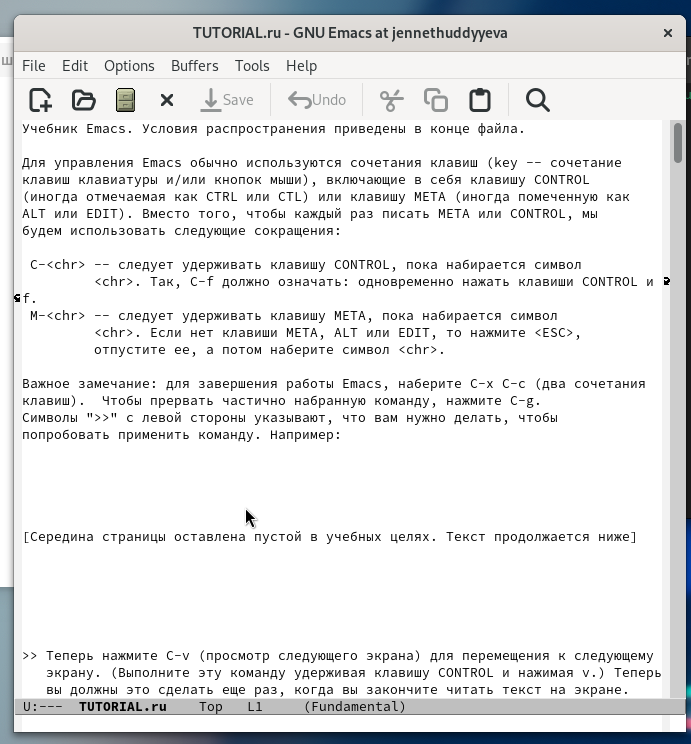 TUTORIAL.ru - GNU Emacs at jennethuddyyeva
File Edit Options Buffers Tools Help
Save Undo
Учебник Emacs. Условия распространения приведены в конце файла.
Для управления Emacs обычно используются сочетания клавиш (key -- сочетание
клавиш клавиатуры и/или кнопок мыши), включающие в себя клавишу CONTROL
(иногда отмечаемая как CTRL или CTL) или клавишу META (иногда помеченную как
ALT или EDIT). Вместо того, чтобы каждый раз писать META или CONTROL, мы
будем использовать следующие сокращения:
C-<chr> -- следует удерживать клавишу CONTROL, пока набирается символ
<chr>. Так, C-f должно означать: одновременно нажать клавиши CONTROL и
f.
M-<chr> -- следует удерживать клавишу META, пока набирается символ
<chr>. Если нет клавиши META, ALT или EDIT, то нажмите <ESC>,
отпустите ее, а потом наберите символ <chr>.
Важное замечание: для завершения работы Emacs, наберите C-x C-c (два сочетания
клавиш).  Чтобы прервать частично набранную команду, нажмите C-g.
Символы ">>" с левой стороны указывают, что вам нужно делать, чтобы
попробовать применить команду. Например:
[Середина страницы оставлена пустой в учебных целях. Текст продолжается ниже]
>> Теперь нажмите C-v (просмотр следующего экрана) для перемещения к следующему
экрану. (Выполните эту команду удерживая клавишу CONTROL и нажимая v.) Теперь
вы должны это сделать еще раз, когда вы закончите читать текст на экране.
U:--- TUTORIAL.ru Top L1 (Fundamental)